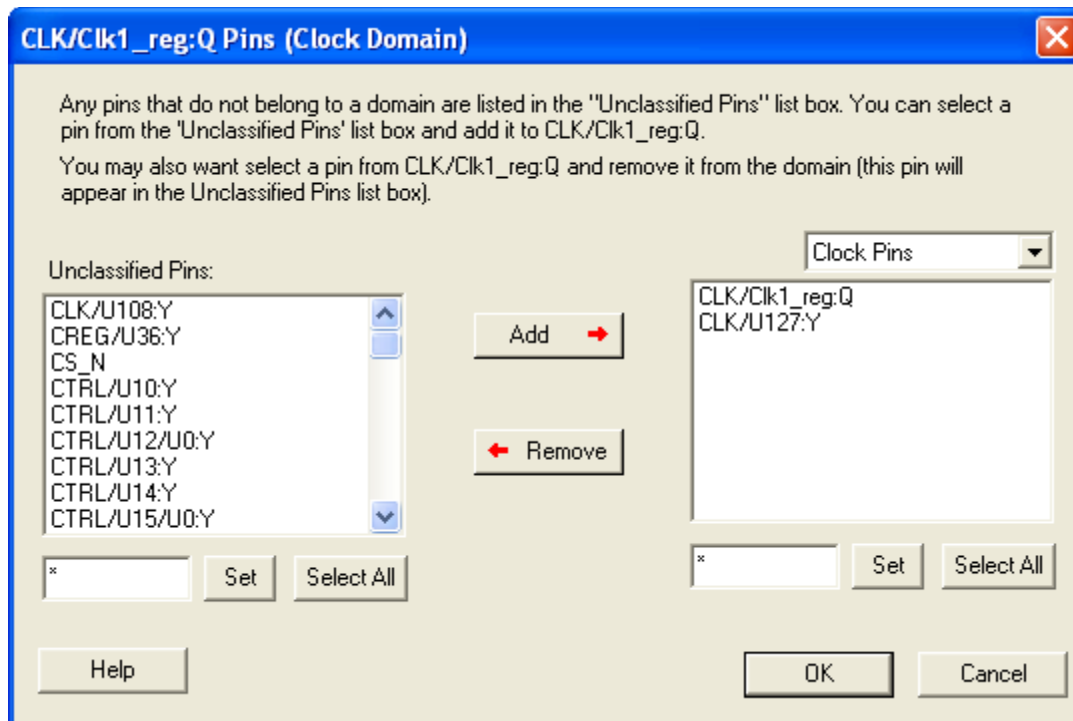 CLK/Clk1_reg:Q Pins (Clock Domain)
Any pins that do not belong to a domain are listed in the "Unclassified Pins" list box. You can select a
pin from the 'Unclassified Pins' list box and add it to CLK/Clk1_reg:Q.
You may also want select a pin from CLK/Clk1_reg:Q and remove it from the domain (this pin will
appear in the Unclassified Pins list box).
Clock Pins
Unclassified Pins:
CLK/U108:Y
CREG/U36:Y
CS_N
CTRL/U10:Y
CTRL/U11:Y
CTRL/U12/U0:Y
CTRL/U13:Y
CTRL/U14:Y
CTRL/U15/U0:Y
Add
Remove
CLK/Clk1_reg:Q
CLK/U127:Y
*
Set
Select All
*
Set
Select All
Help
OK
Cancel